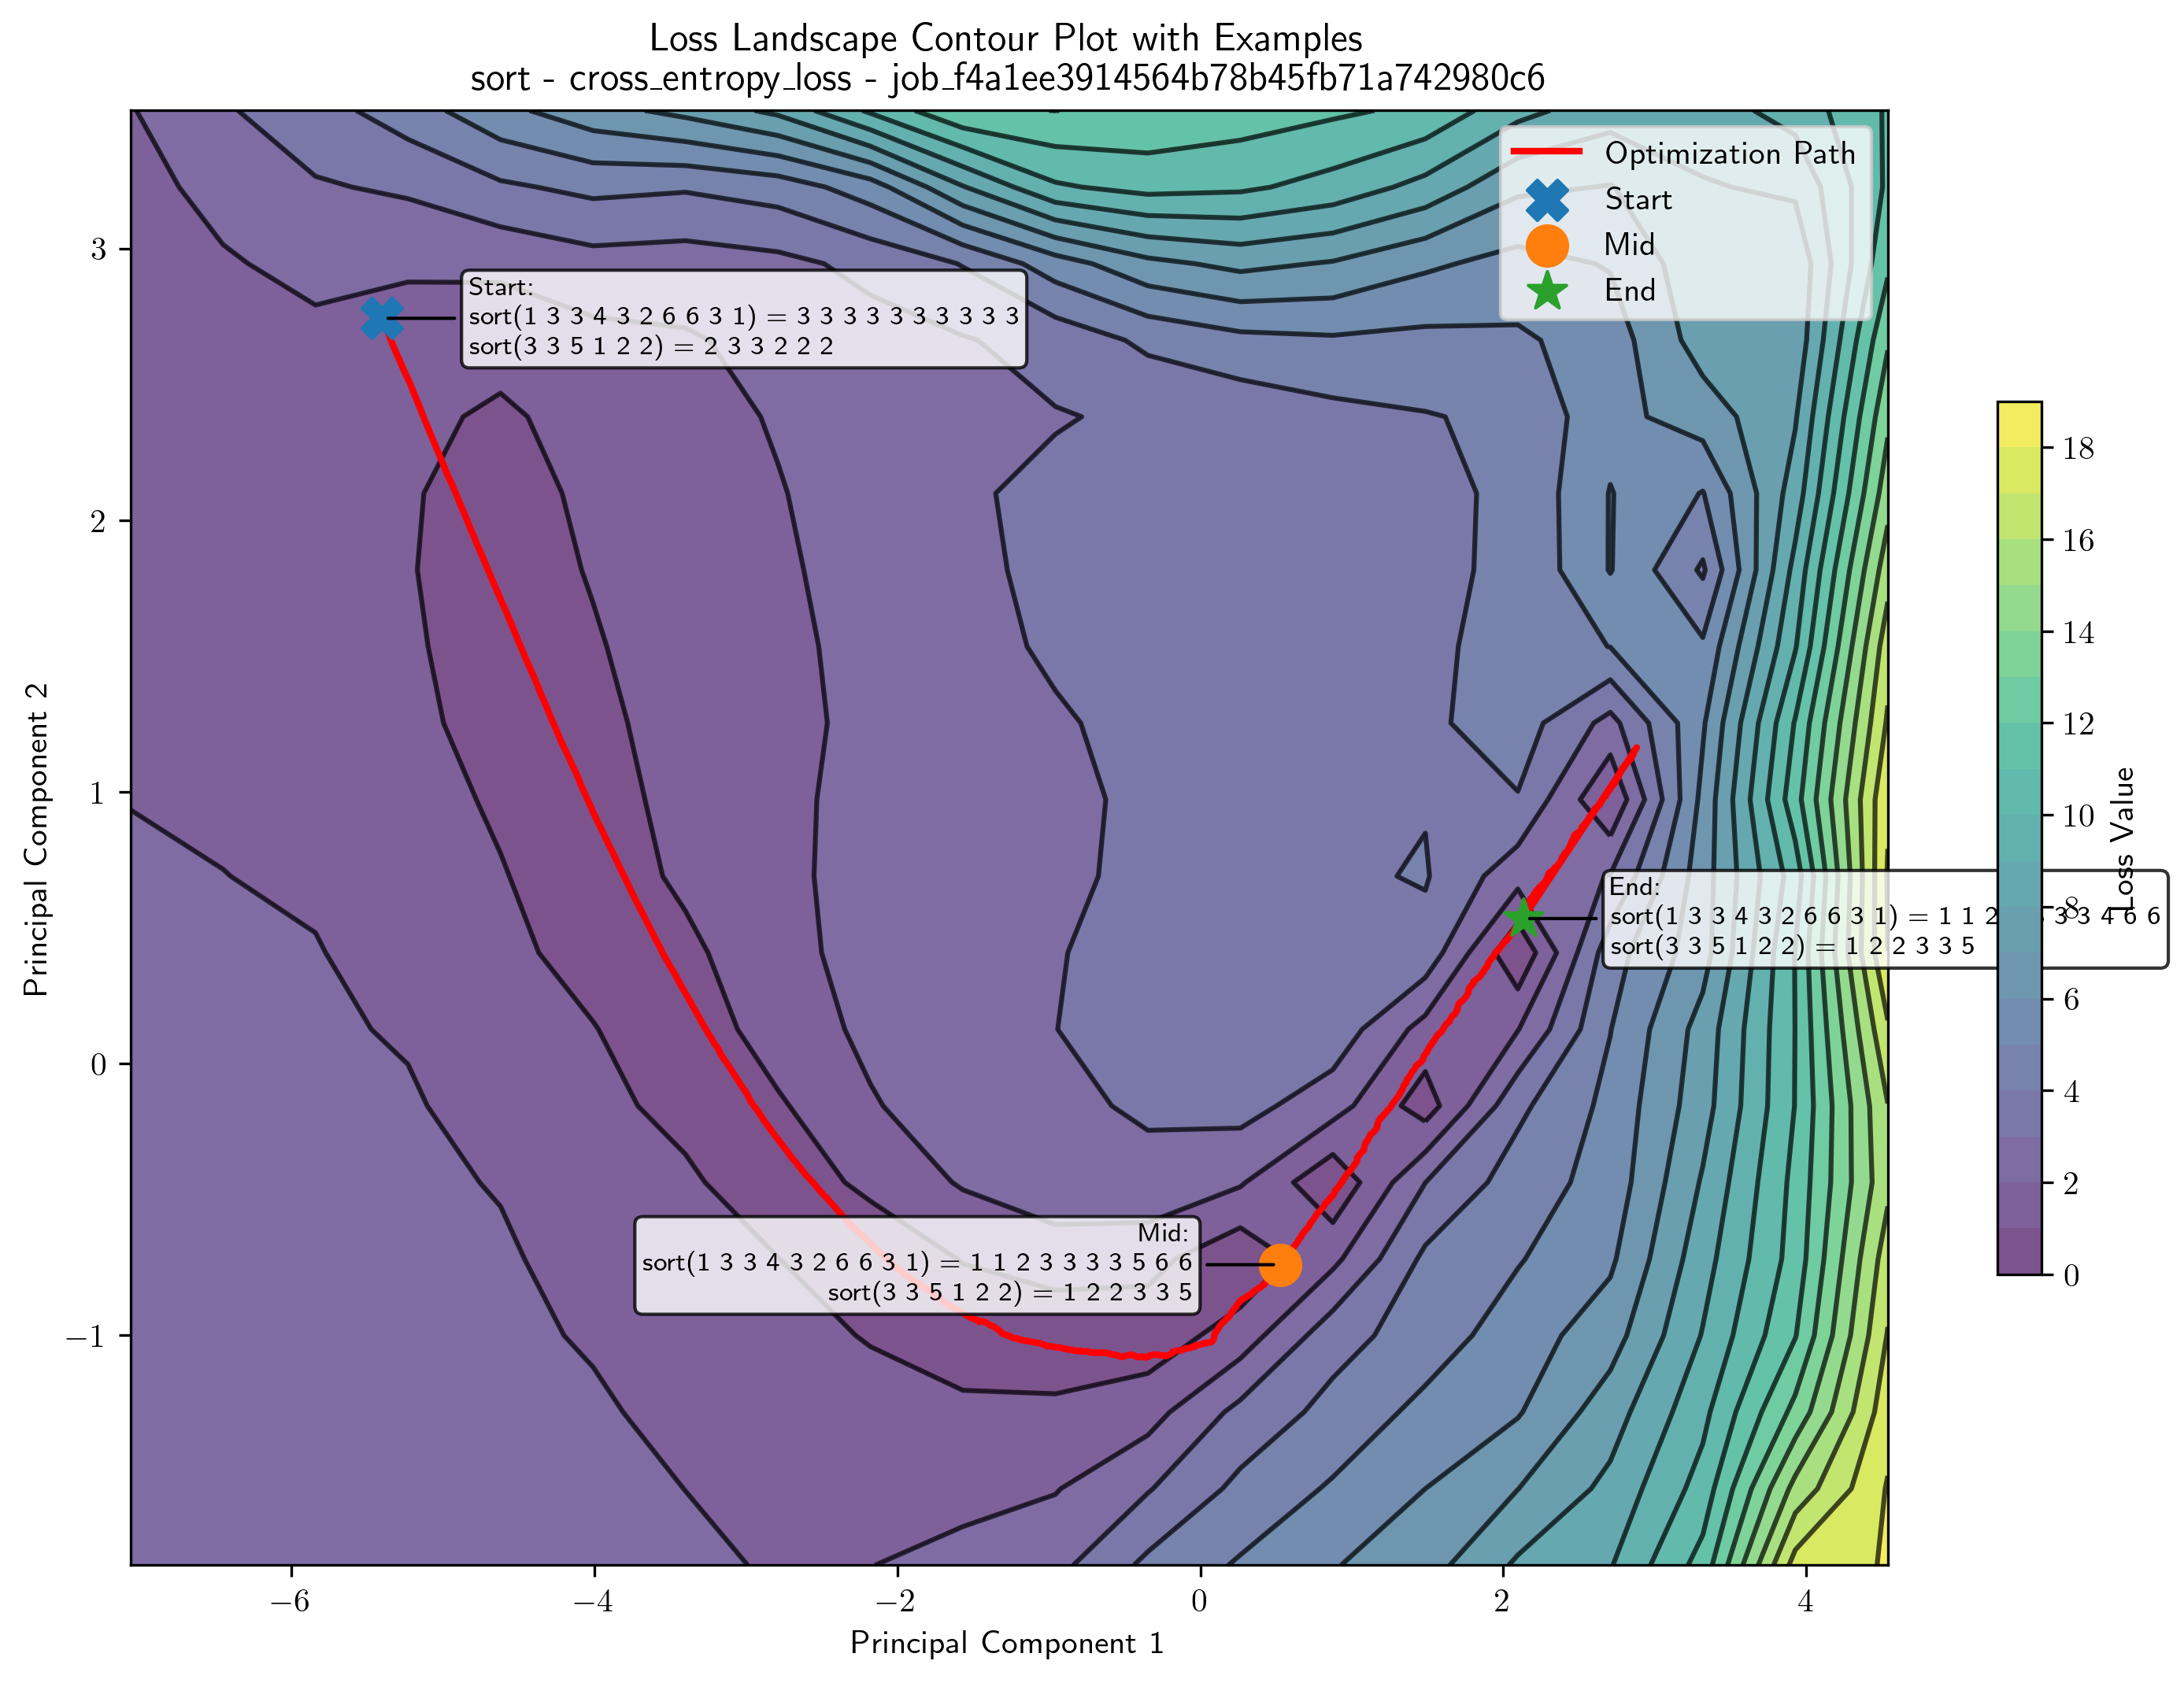 Loss Landscape Contour Plot with Examples
sort - cross_entropy_loss - job_f4a1ee3914564b78b45fb71a742980c6
Optimization Path
Start
Mid
End
Start:
sort(1 3 3 4 3 2 6 6 3 1) = 3 3 3 3 3 3 3 3 3 3
sort(3 3 5 1 2 2) = 2 3 3 2 2 2
End:
sort(1 3 3 4 3 2 6 6 3 1) = 1 1 2 3 3 4 6 6
sort(3 3 5 1 2 2) = 1 2 2 3 3 5
Mid:
sort(1 3 3 4 3 2 6 6 3 1) = 1 1 2 3 3 3 3 5 6 6
sort(3 3 5 1 2 2) = 1 2 2 3 3 5
3
2
1
0
−1
Principal Component 2
−6
−4
−2
0
2
4
Principal Component 1
18
16
14
12
10
8
6
4
2
0
Loss Value